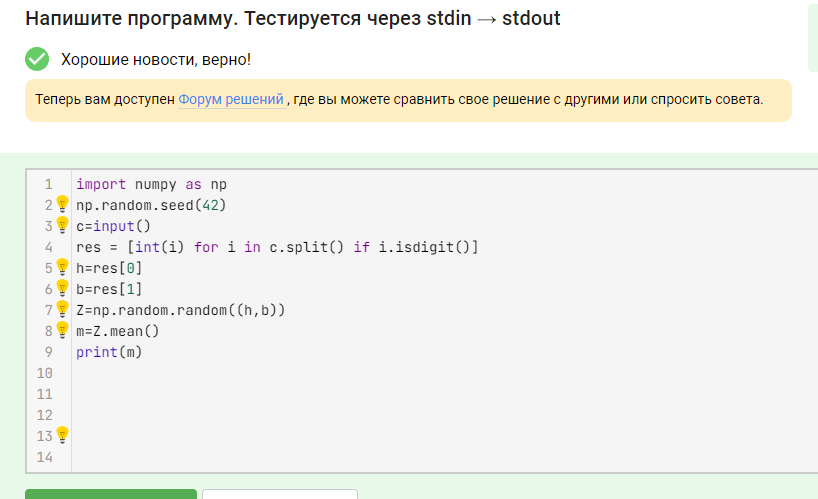 Напишите программу. Тестируется через stdin → stdout
Хорошие новости, верно!
Теперь вам доступен Форум решений, где вы можете сравнить свое решение с другими или спросить совета.
1 import numpy as np
2 np.random.seed(42)
3 c=input()
4 res = [int(i) for i in c.split() if i.isdigit()]
5 h=res[0]
6 b=res[1]
7 Z=np.random.random((h,b))
8 m=Z.mean()
9 print(m)
10
11
12
13
14